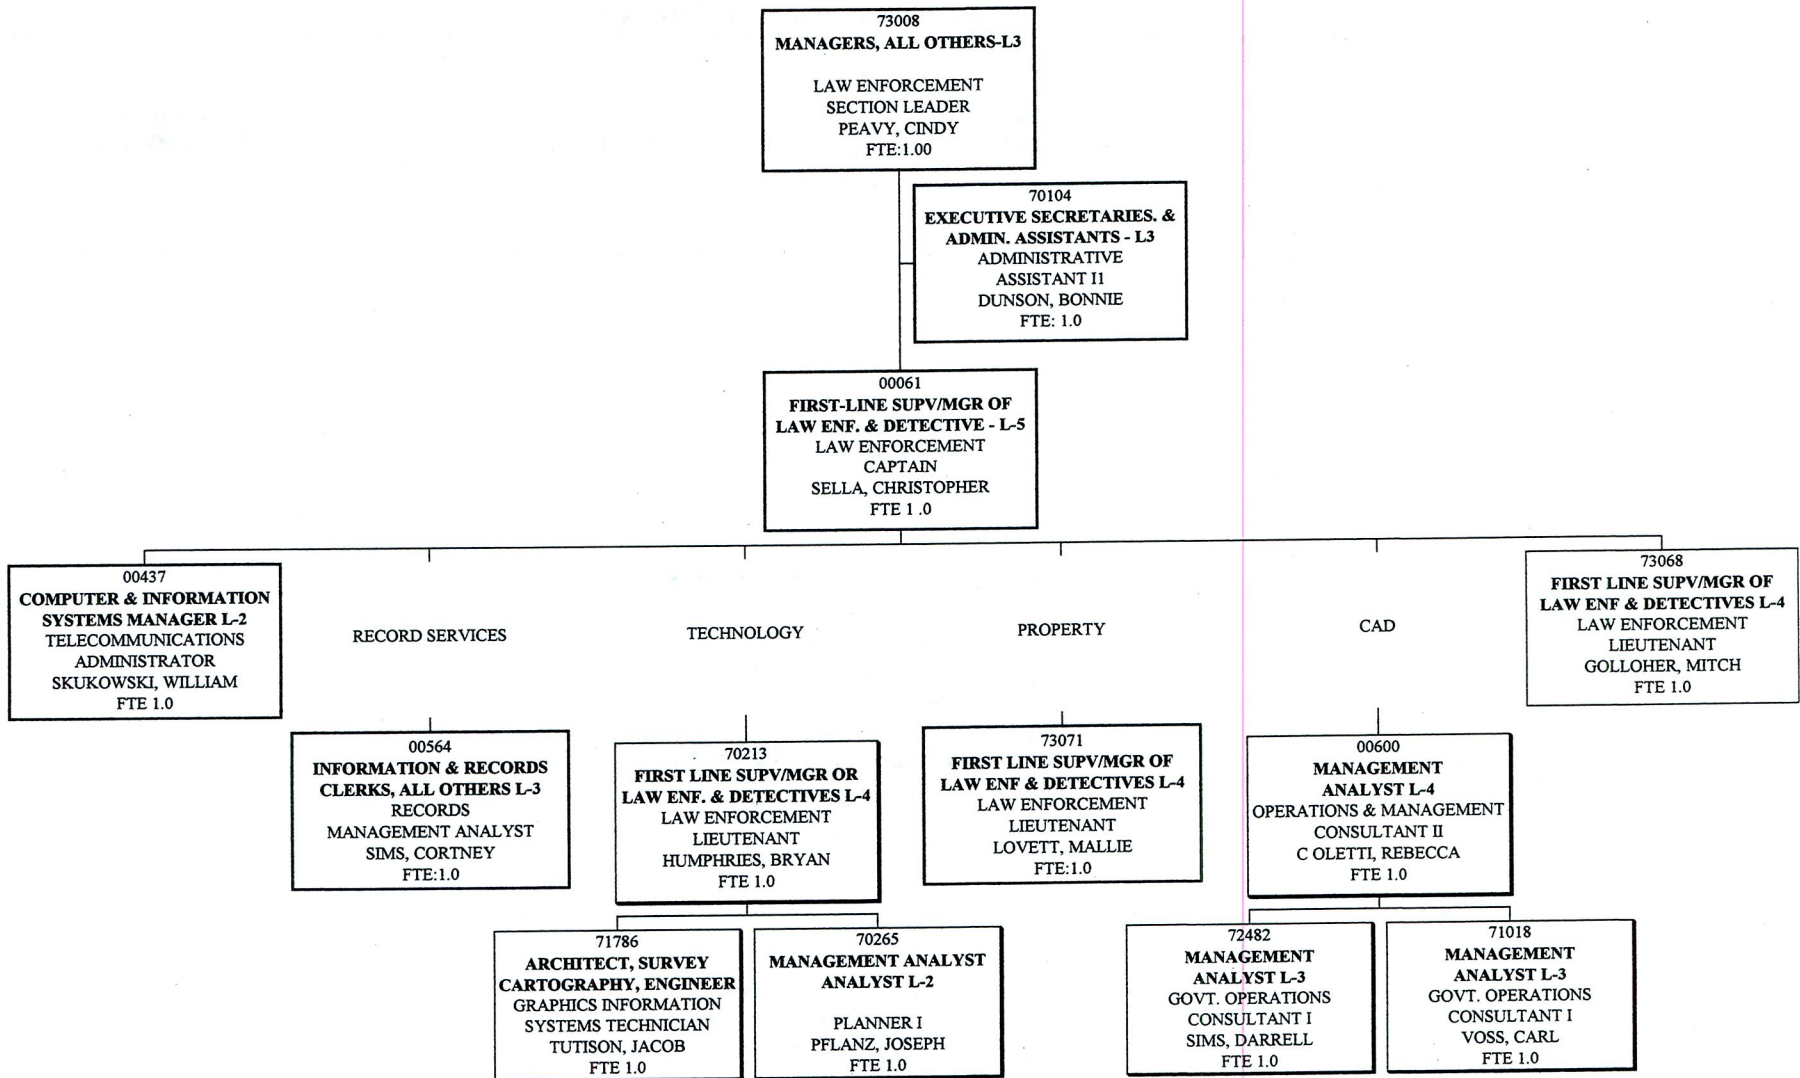 73008
MANAGERS, ALL OTHERS-L3
LAW ENFORCEMENT
SECTION LEADER
PEAVY, CINDY
FTE:1.00
70104
EXECUTIVE SECRETARIES. &
ADMIN. ASSISTANTS - L3
ADMINISTRATIVE
ASSISTANT I1
DUNSON, BONNIE
FTE: 1.0
00061
FIRST-LINE SUPV/MGR OF
LAW ENF. & DETECTIVE - L-5
LAW ENFORCEMENT
CAPTAIN
SELLA, CHRISTOPHER
FTE 1 .0
00437
COMPUTER & INFORMATION
SYSTEMS MANAGER L-2
TELECOMMUNICATIONS
ADMINISTRATOR
SKUKOWSKI, WILLIAM
FTE 1.0
RECORD SERVICES
TECHNOLOGY
PROPERTY
CAD
73068
FIRST LINE SUPV/MGR OF
LAW ENF & DETECTIVES L-4
LAW ENFORCEMENT
LIEUTENANT
GOLLOHER, MITCH
FTE 1.0
00564
INFORMATION & RECORDS
CLERKS, ALL OTHERS L-3
RECORDS
MANAGEMENT ANALYST
SIMS, CORTNEY
FTE:1.0
70213
FIRST LINE SUPV/MGR OR
LAW ENF. & DETECTIVES L-4
LAW ENFORCEMENT
LIEUTENANT
HUMPHRIES, BRYAN
FTE 1.0
73071
FIRST LINE SUPV/MGR OF
LAW ENF & DETECTIVES L-4
LAW ENFORCEMENT
LIEUTENANT
LOVETT, MALLIE
FTE:1.0
00600
MANAGEMENT
ANALYST L-4
OPERATIONS & MANAGEMENT
CONSULTANT II
C OLETTI, REBECCA
FTE 1.0
71786
ARCHITECT, SURVEY
CARTOGRAPHY, ENGINEER
GRAPHICS INFORMATION
SYSTEMS TECHNICIAN
TUTISON, JACOB
FTE 1.0
70265
MANAGEMENT ANALYST
ANALYST L-2
PLANNER I
PFLANZ, JOSEPH
FTE 1.0
72482
MANAGEMENT
ANALYST L-3
GOVT. OPERATIONS
CONSULTANT I
SIMS, DARRELL
FTE 1.0
71018
MANAGEMENT
ANALYST L-3
GOVT. OPERATIONS
CONSULTANT I
VOSS, CARL
FTE 1.0